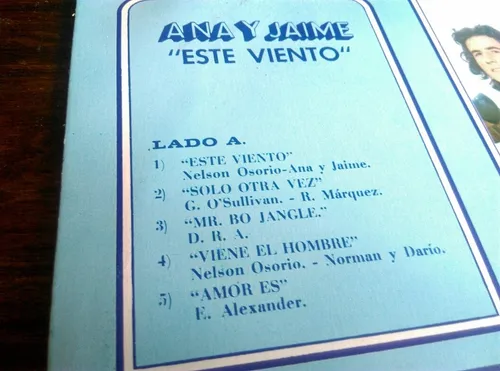 ANA Y JAIME
"ESTE VIENTO"
LADO A.
1) "ESTE VIENTO"
Nelson Osorio-Ana y Jaime.
2) "SOLO OTRA VEZ"
G. O'Sullivan. - R. Márquez.
3) "MR. BO JANGLE."
D. R. A.
4) "VIENE EL HOMBRE"
Nelson Osorio. - Norman y Darío.
5) "AMOR ES"
E. Alexander.